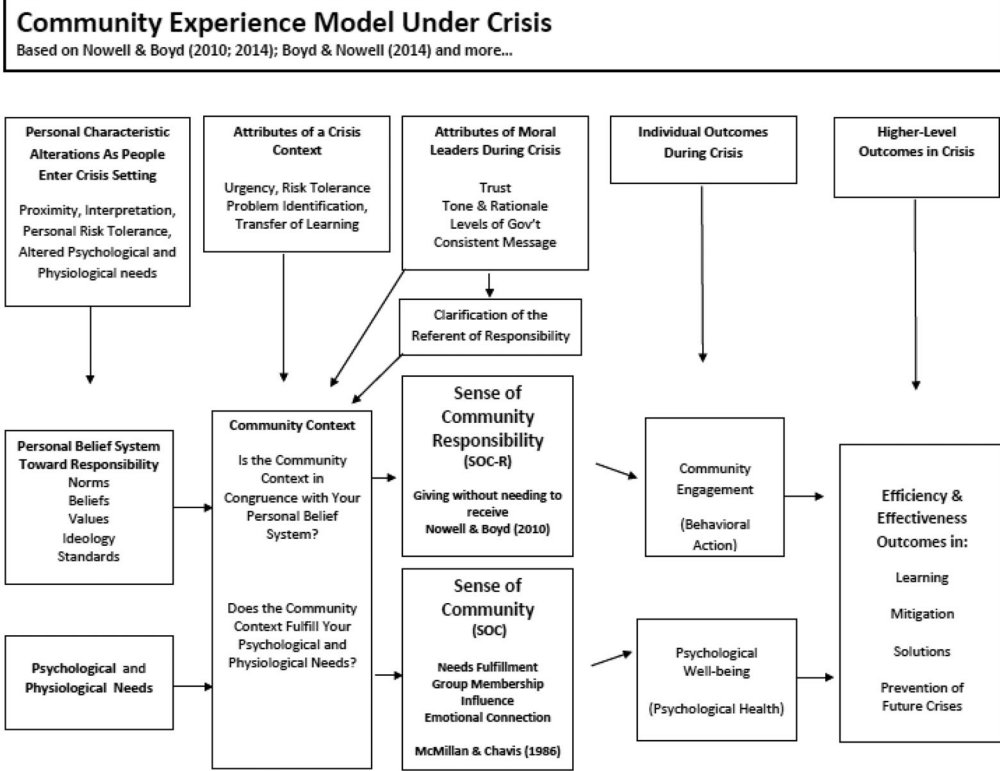 Community Experience Model Under Crisis
Based on Nowell & Boyd (2010; 2014); Boyd & Nowell (2014) and more...
Personal Characteristic
Alterations As People
Enter Crisis Setting
Proximity, Interpretation,
Personal Risk Tolerance,
Altered Psychological and
Physiological needs
Attributes of a Crisis
Context
Urgency, Risk Tolerance
Problem Identification,
Transfer of Learning
Attributes of Moral
Leaders During Crisis
Trust
Tone & Rationale
Levels of Gov't
Consistent Message
Individual Outcomes
During Crisis
Higher-Level
Outcomes in Crisis
Clarification of the
Referent of Responsibility
Personal Belief System
Toward Responsibility
Norms
Beliefs
Values
Ideology
Standards
Psychological and
Physiological Needs
Community Context
Is the Community
Context in
Congruence with Your
Personal Belief
System?
Does the Community
Context Fulfill Your
Psychological and
Physiological Needs?
Sense of
Community
Responsibility
(SOC-R)
Giving without needing to
receive
Nowell & Boyd (2010)
Sense of
Community
(SOC)
Needs Fulfillment
Group Membership
Influence
Emotional Connection
McMillan & Chavis (1986)
Community
Engagement
(Behavioral
Action)
Psychological
Well-being
(Psychological Health)
Efficiency &
Effectiveness
Outcomes in:
Learning
Mitigation
Solutions
Prevention of
Future Crises